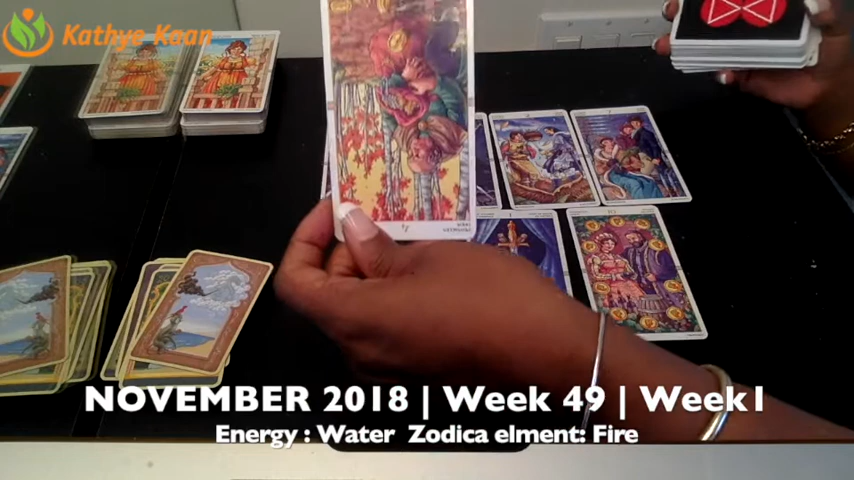 Kathye Kaan
NOVEMBER 2018 | Week 49 | Week1
Energy : Water Zodica elment: Fire